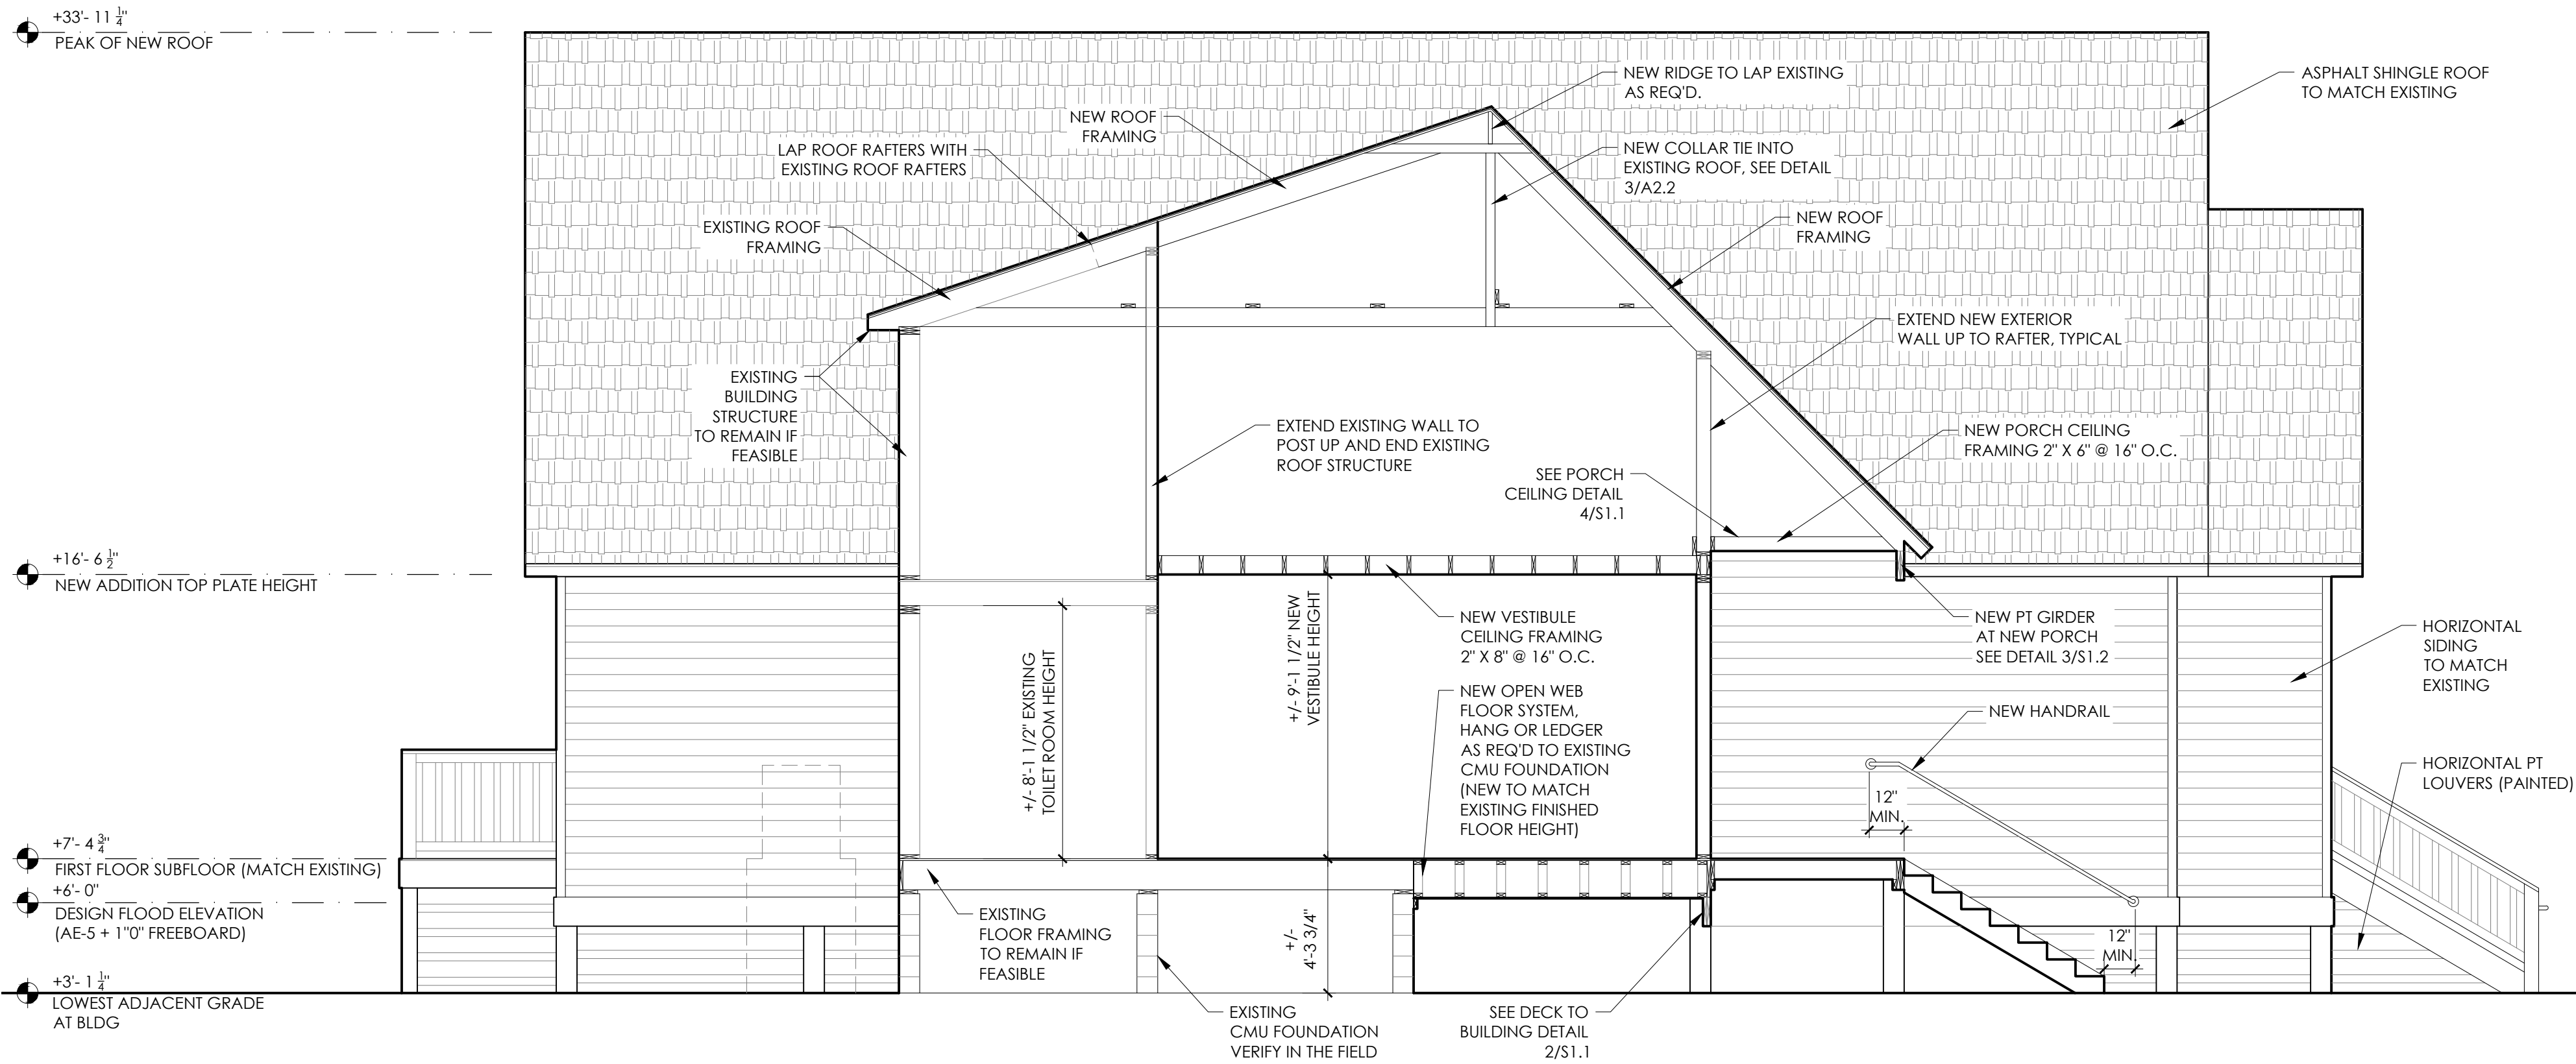 +33'- 11 1/4"
PEAK OF NEW ROOF
NEW RIDGE TO LAP EXISTING
AS REQ'D.
ASPHALT SHINGLE ROOF
TO MATCH EXISTING
NEW ROOF
FRAMING
LAP ROOF RAFTERS WITH
EXISTING ROOF RAFTERS
NEW COLLAR TIE INTO
EXISTING ROOF, SEE DETAIL
3/A2.2
EXISTING ROOF
FRAMING
NEW ROOF
FRAMING
EXTEND NEW EXTERIOR
WALL UP TO RAFTER, TYPICAL
EXISTING
BUILDING
STRUCTURE
TO REMAIN IF
FEASIBLE
EXTEND EXISTING WALL TO
POST UP AND END EXISTING
ROOF STRUCTURE
NEW PORCH CEILING
FRAMING 2" X 6" @ 16" O.C.
SEE PORCH
CEILING DETAIL
4/S1.1
+16'- 6 1/2"
NEW ADDITION TOP PLATE HEIGHT
+/- 8'-1 1/2" EXISTING
TOILET ROOM HEIGHT
+/- 9'-1 1/2" NEW
VESTIBULE HEIGHT
NEW VESTIBULE
CEILING FRAMING
2" X 8" @ 16" O.C.
NEW PT GIRDER
AT NEW PORCH
SEE DETAIL 3/S1.2
HORIZONTAL
SIDING
TO MATCH
EXISTING
NEW OPEN WEB
FLOOR SYSTEM,
HANG OR LEDGER
AS REQ'D TO EXISTING
CMU FOUNDATION
(NEW TO MATCH
EXISTING FINISHED
FLOOR HEIGHT)
NEW HANDRAIL
HORIZONTAL PT
LOUVERS (PAINTED)
12"
MIN.
+7'- 4 3/4"
FIRST FLOOR SUBFLOOR (MATCH EXISTING)
+6'- 0"
DESIGN FLOOD ELEVATION
(AE-5 + 1"0" FREEBOARD)
EXISTING
FLOOR FRAMING
TO REMAIN IF
FEASIBLE
+/-
4'-3 3/4"
12"
MIN.
+3'- 1 1/4"
LOWEST ADJACENT GRADE
AT BLDG
EXISTING
CMU FOUNDATION
VERIFY IN THE FIELD
SEE DECK TO
BUILDING DETAIL
2/S1.1